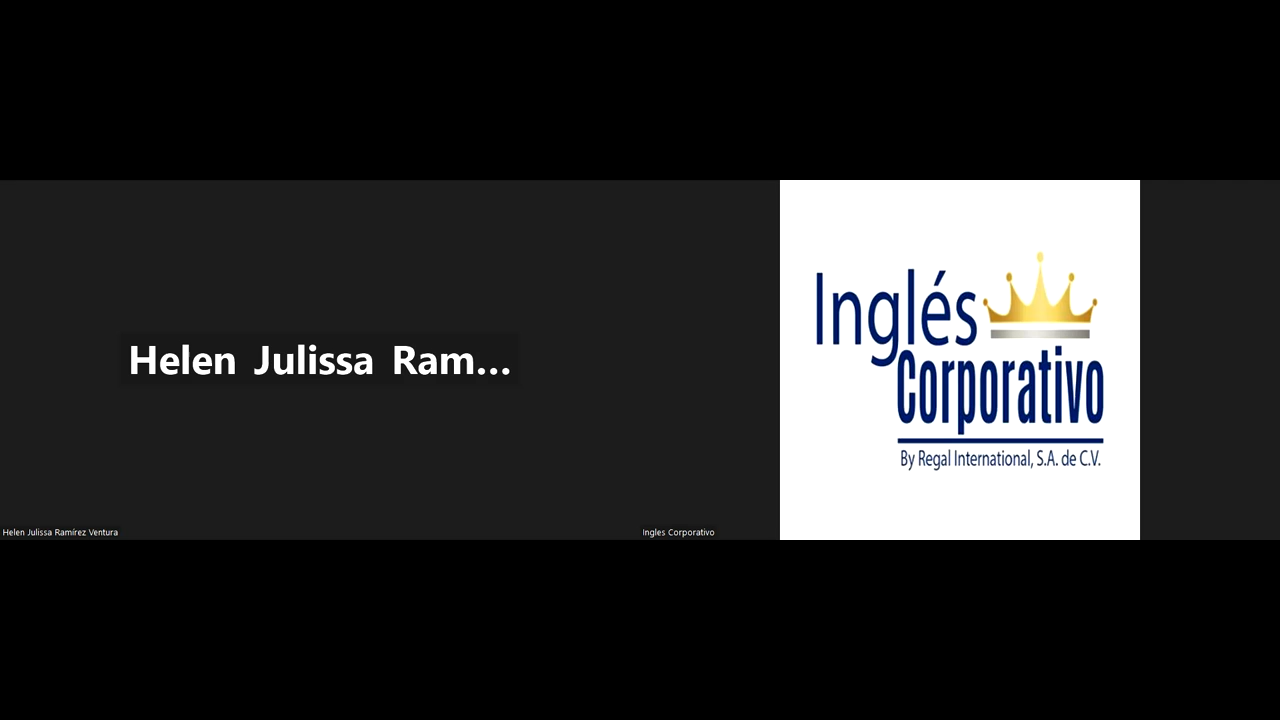 Helen Julissa Ram...
Helen Julissa Ramírez Ventura
Inglés
Corporativo
By Regal International, S.A. de C.V.
Ingles Corporativo